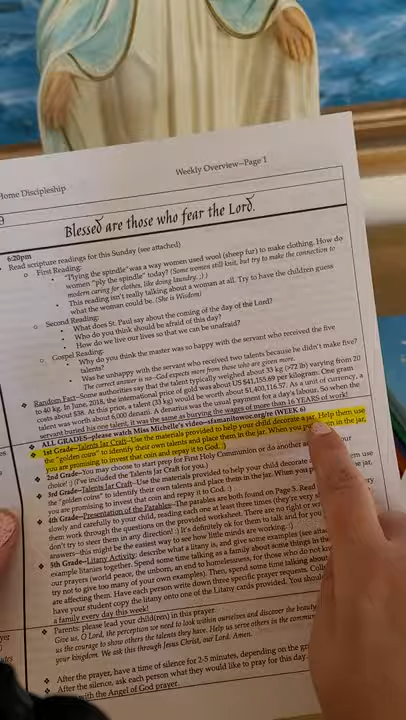 Home Discipleship
Weekly Overview–Page 1
Blessed are those who fear the Lord.
6:20pm
Read scripture readings for this Sunday (see attached)
First Reading:
"Plying the spindle" was a way women used wool (sheep fur) to make clothing. How do
women "ply the spindle" today? (Some women still knit, but try to make the connection to
modern caring for clothes, like doing laundry. ;) )
This reading isn't really talking about a woman at all. Try to have the children guess
what the woman could be. (She is Wisdom)
Second Reading:
What does St. Paul say about the coming of the day of the Lord?
Who do you think should be afraid of this day?
How do we live our lives so that we can be unafraid?
Gospel Reading:
Why do you think the master was so happy with the servant who received the five
talents?
Was he unhappy with the servant who received two talents because he didn't make five?
The correct answer is no. God expects more from those who are given more.
Random Fact–Some authorities say that the talent typically weighed about 33 kg (>72 lb) varying from 20
to 40 kg. In June, 2018, the international price of gold was about US $41,155.69 per kilogram. One gram
costs about $38. At this price, a talent (33 kg) would be worth about $1,400,116.57. As a unit of currency, a
talent was worth about 6,000 denarii. A denarius was the usual payment for a day's labour. So when the
servant buried his one talent, it was the same as burying the wages of more than 16 YEARS of work!
ALL GRADES–please watch Miss Michelle's video–sfamanitowoc.org/re (WEEK 6)
1st Grade–Talents Jar Craft–Use the materials provided to help your child decorate a jar. Help them use
the "golden coins" to identify their own talents and place them in the jar. When you put in the jar,
you are promising to invest that coin and repay it to God. :)
2nd Grade–You may choose to start prep for First Holy Communion or do another your
choice! :) (I've included the Talents Jar Craft for you.)
3rd Grade–Talents Jar Craft–Use the materials provided to help your child decorate them use
the "golden coins" to identify their own talents and place them in the jar. When you pu the jar,
you are promising to invest that coin and repay it to God :)
4th Grade–Presentation of the Parables–The parables are both found on Page 5. Read
slowly and carefully to your child, reading each one at least three times (they're very sh
them work through the questions on the provided worksheet. There are no right or wro
don't try to steer them in any direction! :) It's definitely ok for them to talk and for you
answers–this might be the easiest way to see how little minds are working. :-)
5th Grade–Litany Activity: describe what a litany is, and give some examples (see atta
example litanies together. Spend some time talking as a family about some things in th
our prayers (world peace, the unborn, an end to homelessness, for those who do not know
try not to give too many of your own examples). Then, spend some time talking about
are affecting them. Have each person write down three specific prayer requests. Coll
have your student copy the litany onto one of the Litany cards provided. You shoul
a family every day this week!
Parents: please lead your child(ren) in this prayer.
Give us, O Lord, the perception we need to look within ourselves and discover the beaut
us the courage to show others the talents they have. Help us serve others in the commun
your kingdom. We ask this through Jesus Christ, our Lord. Amen.
After the prayer, have a time of silence for 2-5 minutes, depending on the gra
After the silence, ask each person what they would like to pray for this day.
with the Angel of God prayer.